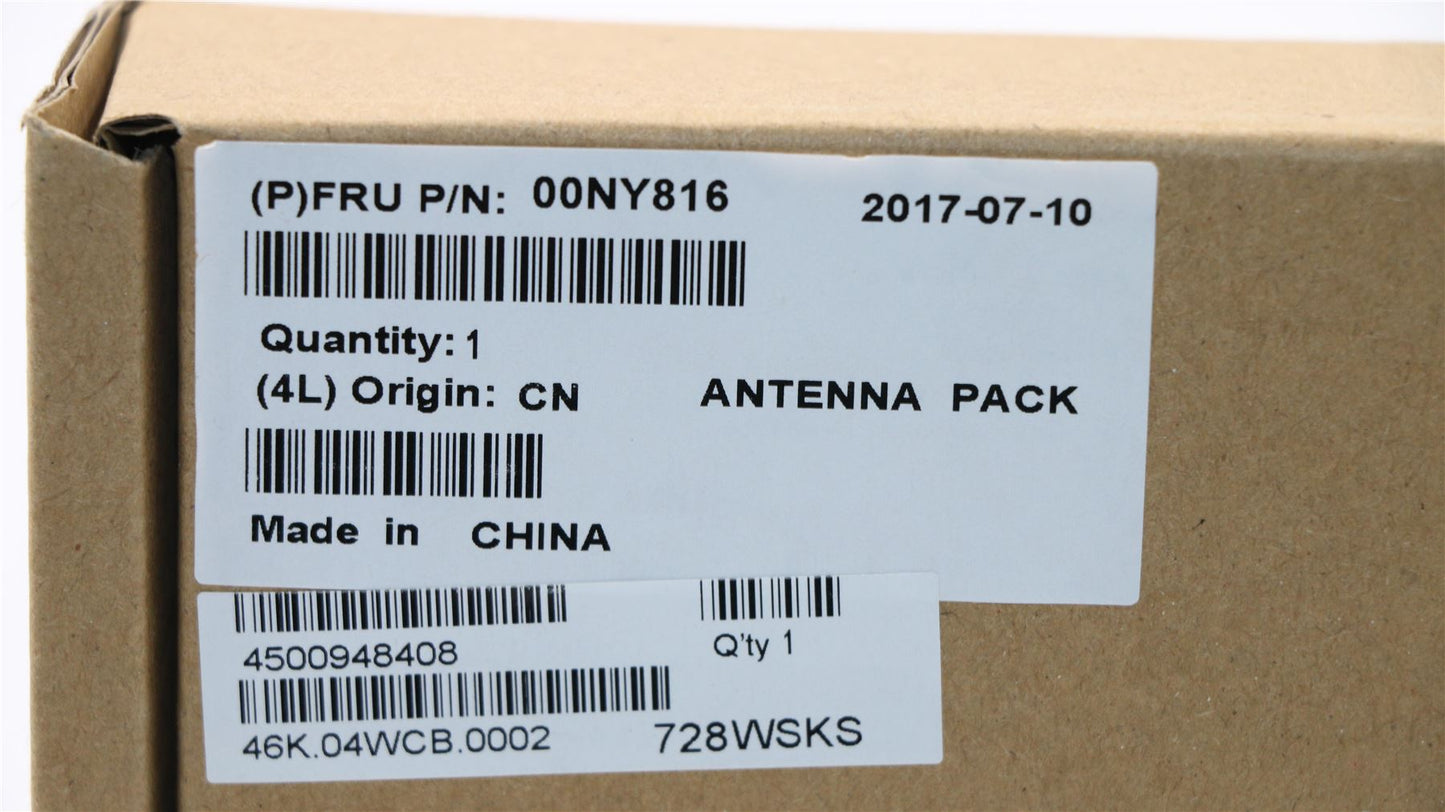 (P)FRU P/N: 00NY816 2017-07-10
Quantity: 1
(4L) Origin: CN ANTENNA PACK
Made in CHINA
4500948408 Q'ty 1
46K.04WCB.0002 728WSKS